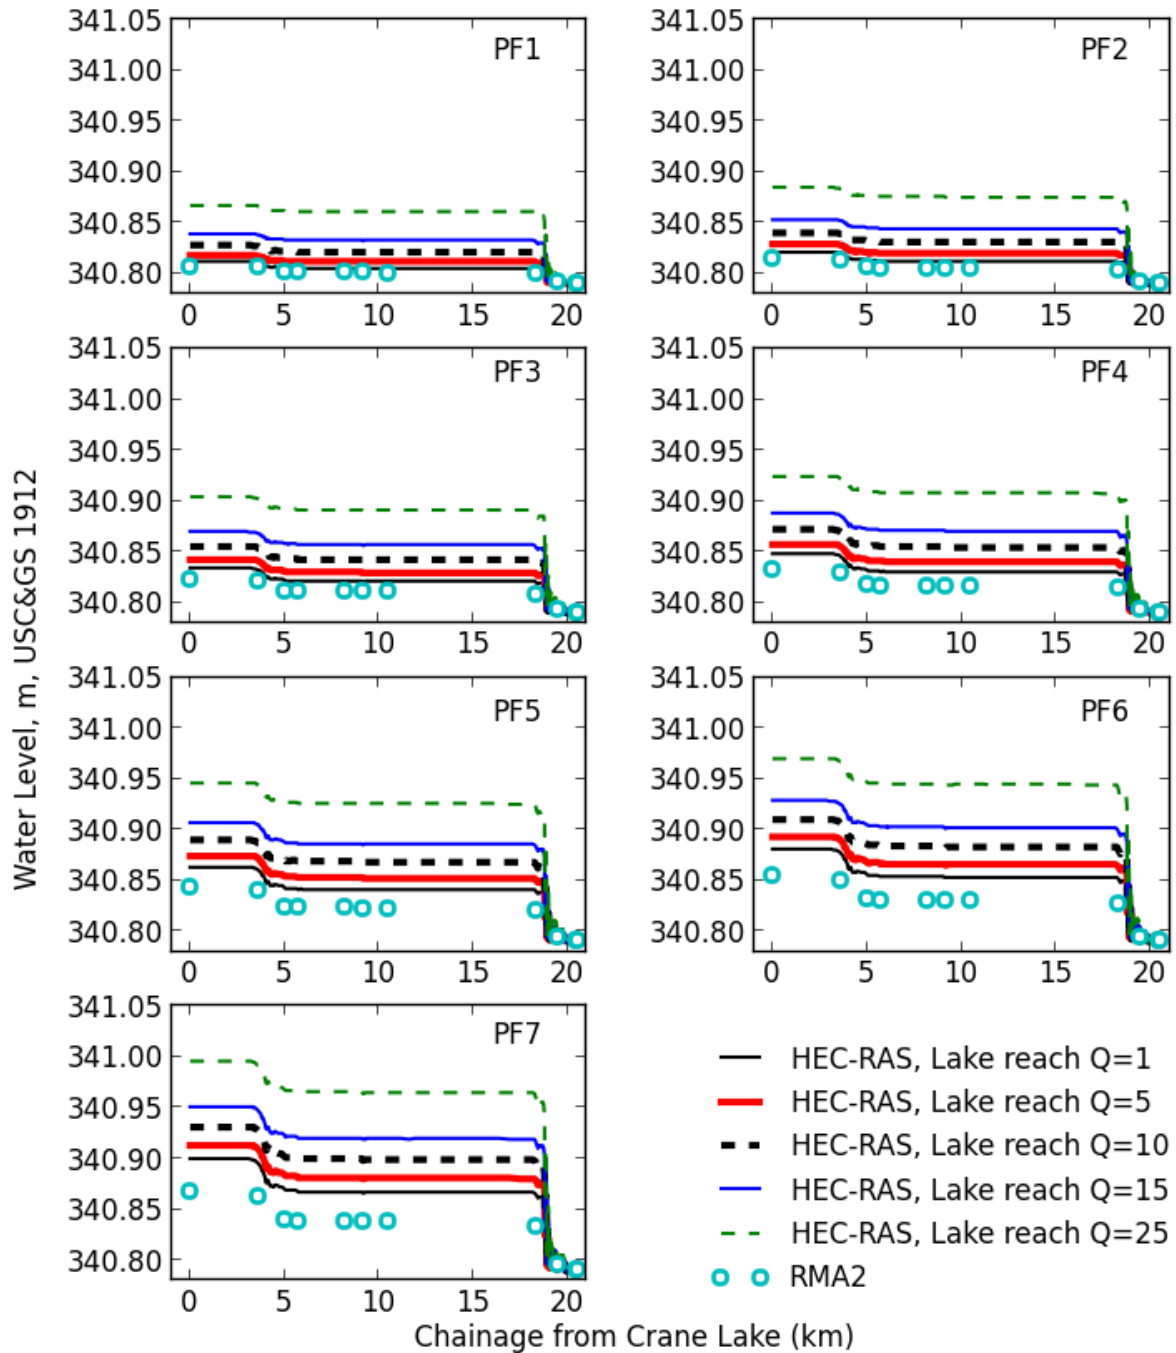 341.05
341.00
340.95
340.90
340.85
340.80
0 5 10 15 20
PF1
341.05
341.00
340.95
340.90
340.85
340.80
0 5 10 15 20
PF2
341.05
341.00
340.95
340.90
340.85
340.80
0 5 10 15 20
PF3
341.05
341.00
340.95
340.90
340.85
340.80
0 5 10 15 20
PF4
341.05
341.00
340.95
340.90
340.85
340.80
0 5 10 15 20
PF5
341.05
341.00
340.95
340.90
340.85
340.80
0 5 10 15 20
PF6
341.05
341.00
340.95
340.90
340.85
340.80
0 5 10 15 20
PF7
Water Level, m, USC&GS 1912
Chainage from Crane Lake (km)
HEC-RAS, Lake reach Q=1
HEC-RAS, Lake reach Q=5
HEC-RAS, Lake reach Q=10
HEC-RAS, Lake reach Q=15
HEC-RAS, Lake reach Q=25
RMA2